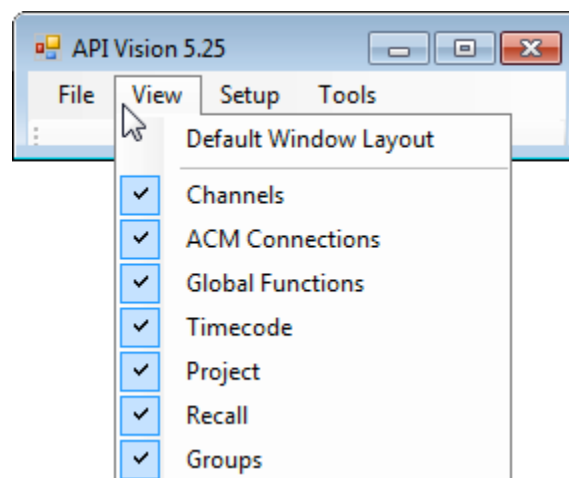 API Vision 5.25
File View Setup Tools
Default Window Layout
Channels
ACM Connections
Global Functions
Timecode
Project
Recall
Groups